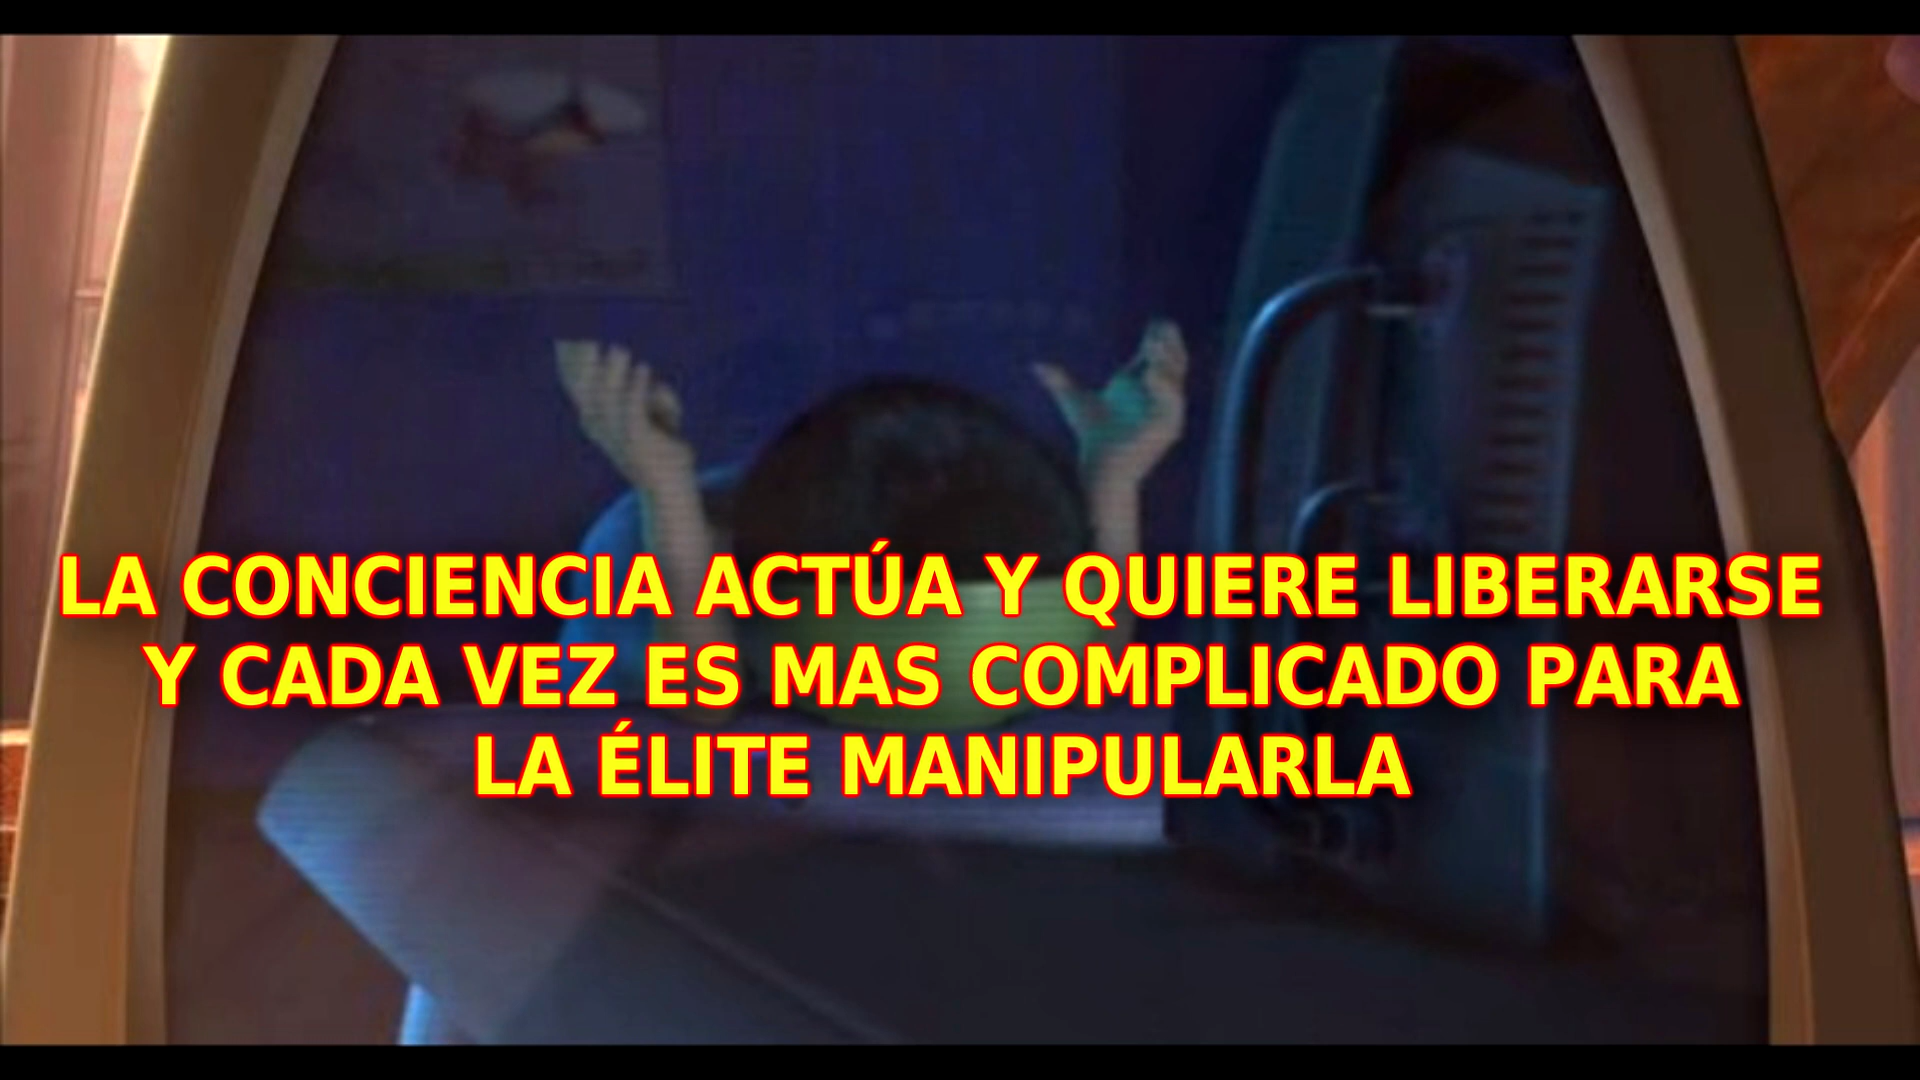 LA CONCIENCIA ACTÚA Y QUIERE LIBERARSE
Y CADA VEZ ES MAS COMPLICADO PARA
LA ÉLITE MANIPULARLA